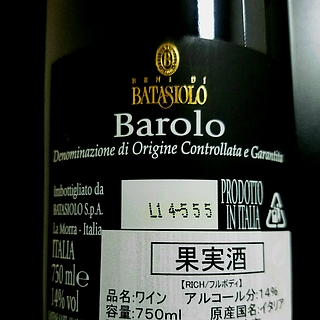 BENI DI
BATASIOLO
Barolo
Denominazione di Origine Controllata e Garantita
Imbottigliato da
BATASIOLO S.p.A.
La Morra - Italia
ITALIA
750 ml e
14% vol
L14-555
PRODOTTO
IN ITALIA
果実酒
【RICH/フルボディ】
品名:ワイン アルコール分:14%
容量:750ml 原産国名:イタリア